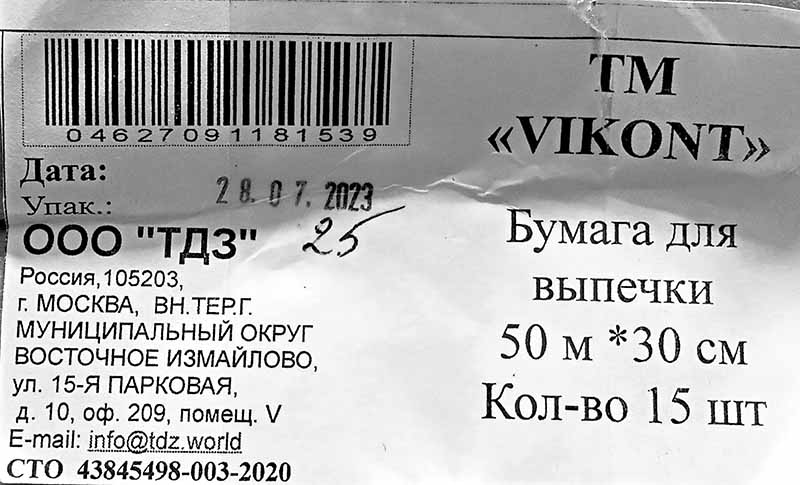 04627091181539
Дата:
28.07.2023
Упак.:
25
ООО "ТДЗ"
Россия,105203,
г. МОСКВА, ВН.ТЕР.Г.
МУНИЦИПАЛЬНЫЙ ОКРУГ
ВОСТОЧНОЕ ИЗМАЙЛОВО,
ул. 15-Я ПАРКОВАЯ,
д. 10, оф. 209, помещ. V
E-mail: info@tdz.world
СТО 43845498-003-2020
ТМ
«VIKONT»
Бумага для
выпечки
50 м *30 см
Кол-во 15 шт